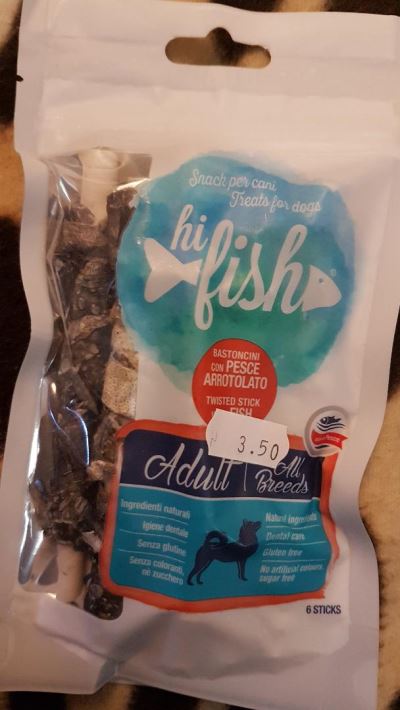 Snack per cani
Treats for dogs
hi
fish
BASTONCINI
CON PESCE
ARROTOLATO
TWISTED STICK
FISH
3.50
Adult
All
Breeds
Ingredienti naturali
Igiene dentale
Senza glutine
Senza coloranti
né zucchero
Natural ingredients
Dental care
Gluten free
No artificial colours,
sugar free
6 STICKS